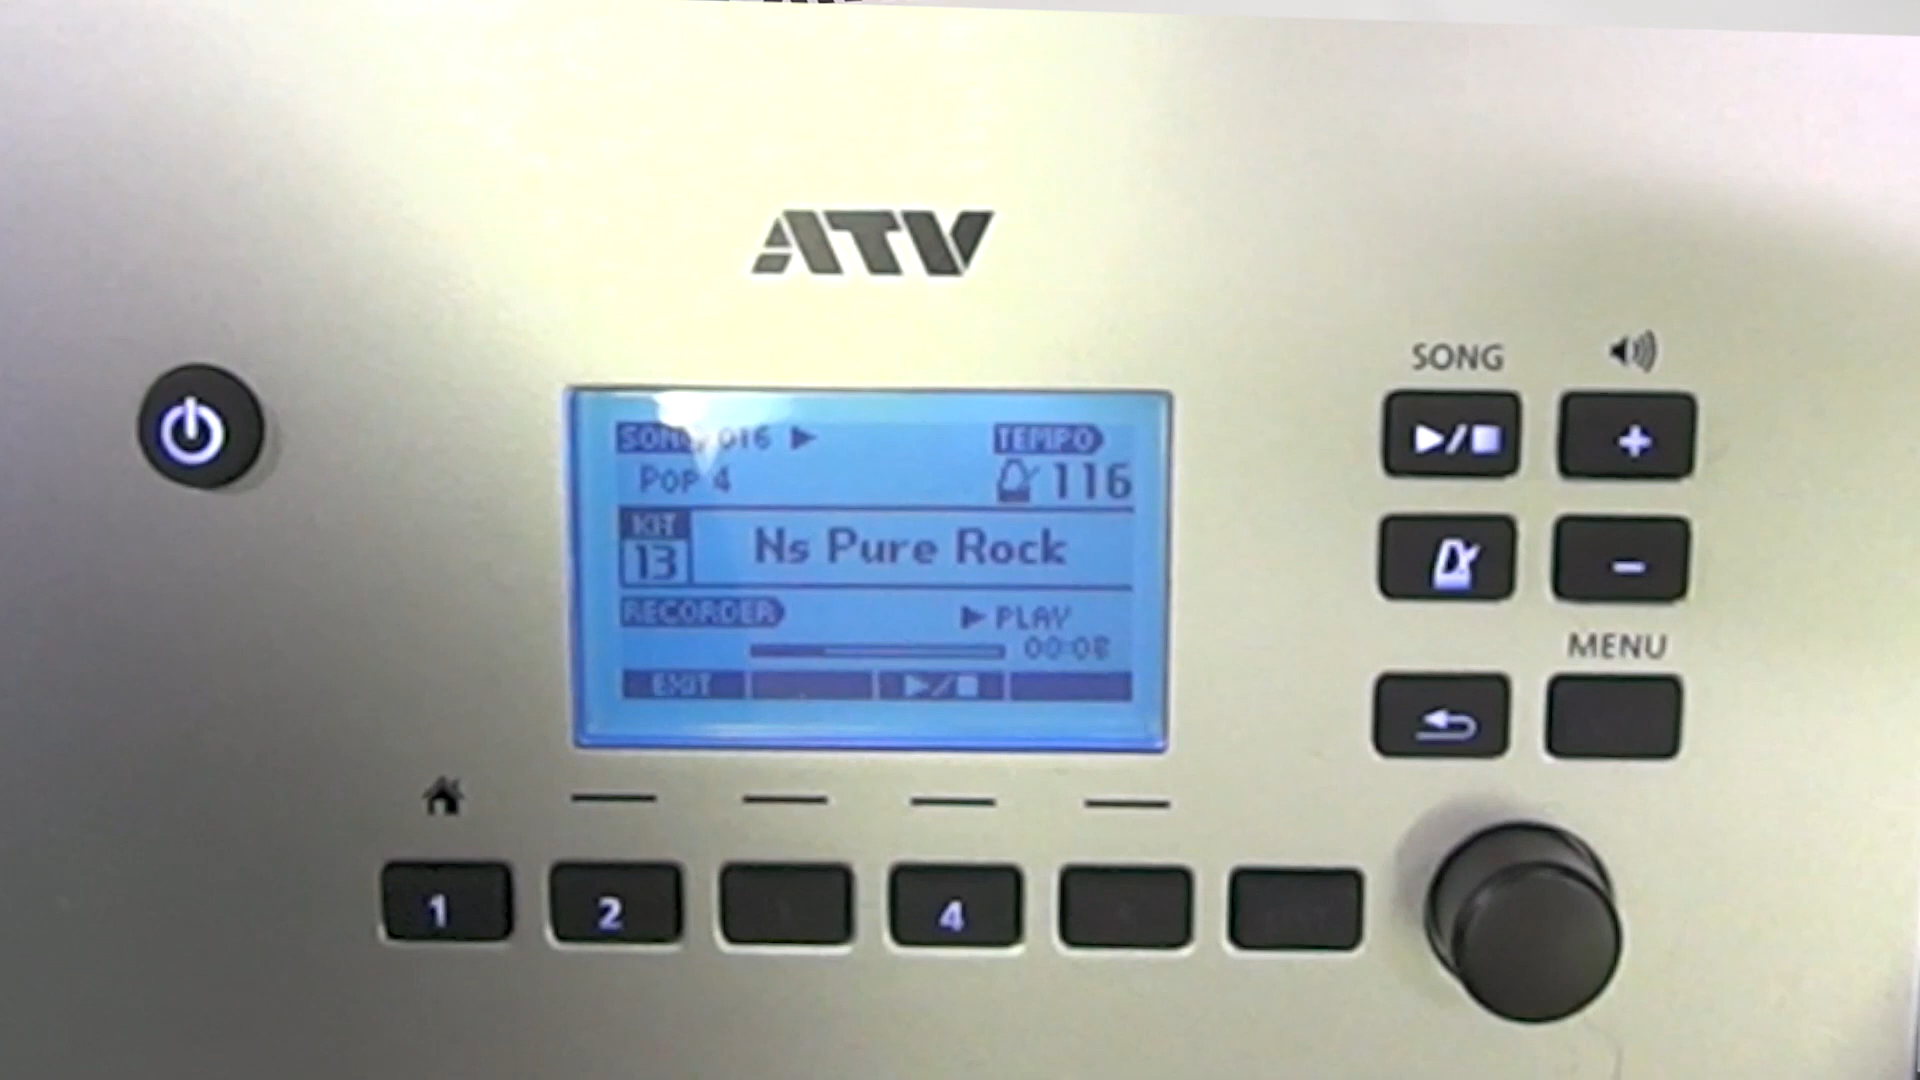 ATV
SONG 016
Pop 4
TEMPO
116
KIT
13
Ns Pure Rock
RECORDER
PLAY
00:08
EXIT
SONG
MENU
1
2
4